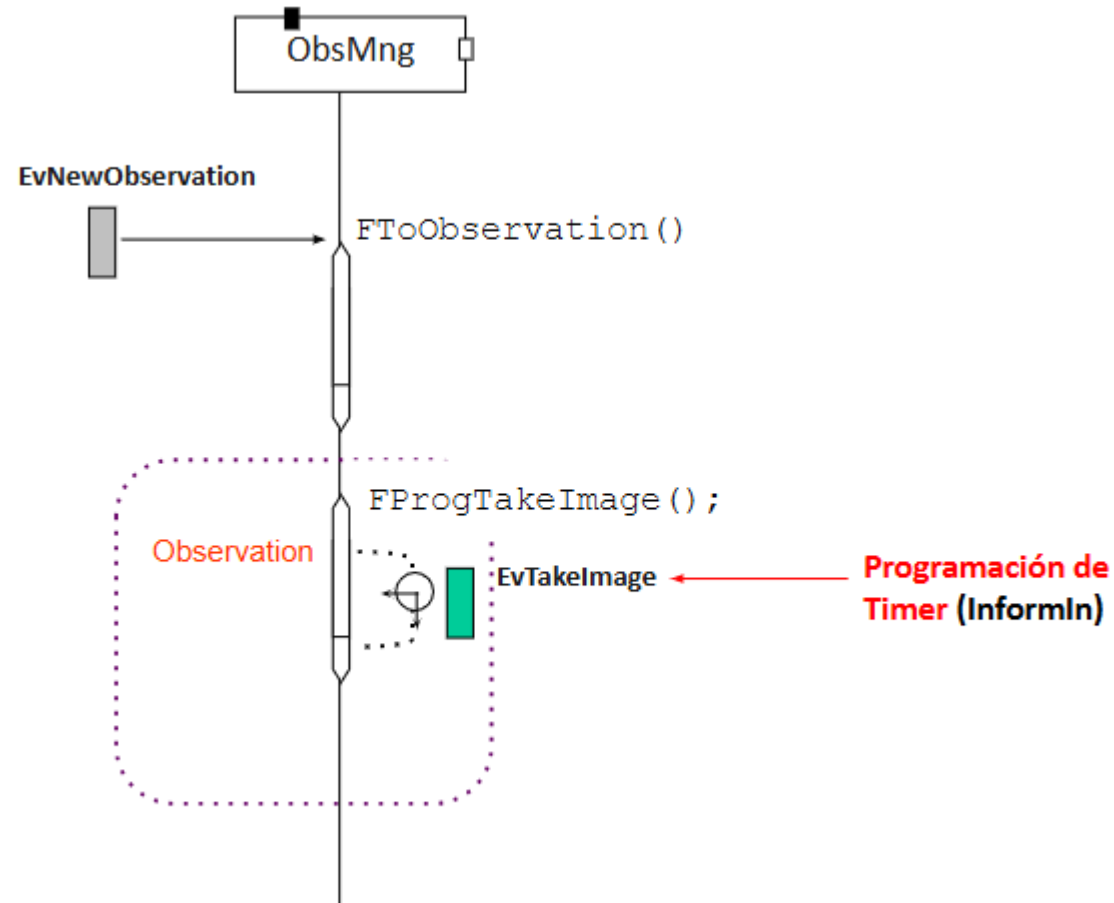 ObsMng
EvNewObservation
FToObservation()
FProgTakeImage();
Observation
EvTakeImage
Programación de
Timer (InformIn)